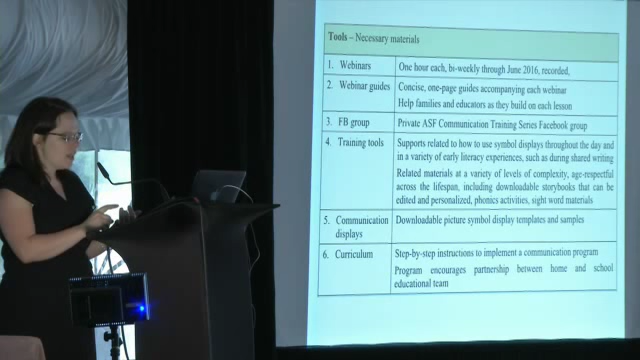 Tools – Necessary materials
1. Webinars One hour each, bi-weekly through June 2016, recorded,
2. Webinar guides Concise, one-page guides accompanying each webinar
Help families and educators as they build on each lesson
3. FB group Private ASF Communication Training Series Facebook group
4. Training tools Supports related to how to use symbol displays throughout the day and
in a variety of early literacy experiences, such as during shared writing
Related materials at a variety of levels of complexity, age-respectful
across the lifespan, including downloadable storybooks that can be
edited and personalized, phonics activities, sight word materials
5. Communication Downloadable picture symbol display templates and samples
displays
6. Curriculum Step-by-step instructions to implement a communication program
Program encourages partnership between home and school
educational team